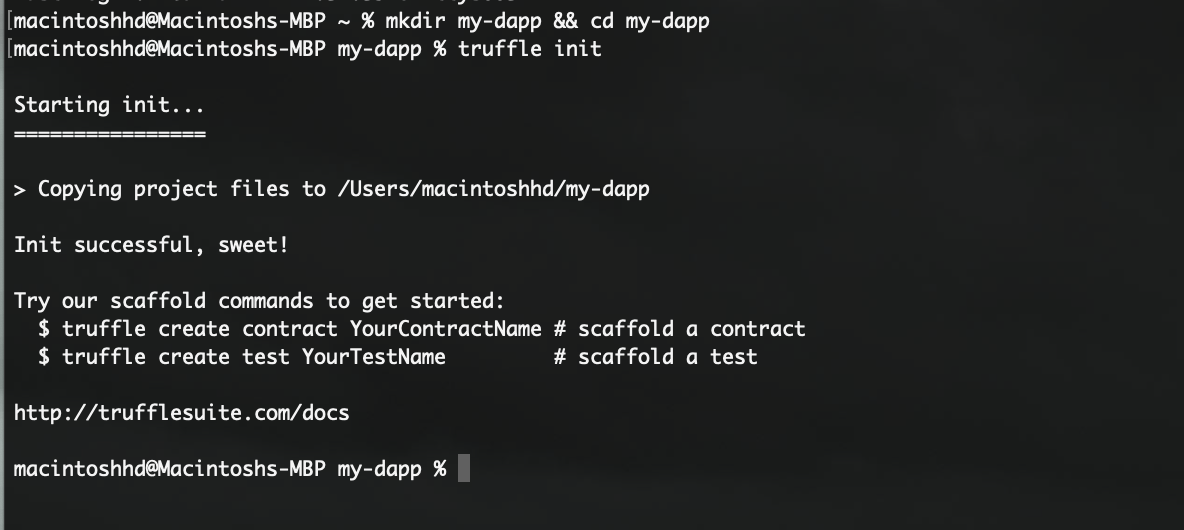 [macintoshhd@Macintoshs-MBP ~ % mkdir my-dapp && cd my-dapp
[macintoshhd@Macintoshs-MBP my-dapp % truffle init
Starting init...
================
> Copying project files to /Users/macintoshhd/my-dapp
Init successful, sweet!
Try our scaffold commands to get started:
  $ truffle create contract YourContractName # scaffold a contract
  $ truffle create test YourTestName         # scaffold a test
http://trufflesuite.com/docs
macintoshhd@Macintoshs-MBP my-dapp %